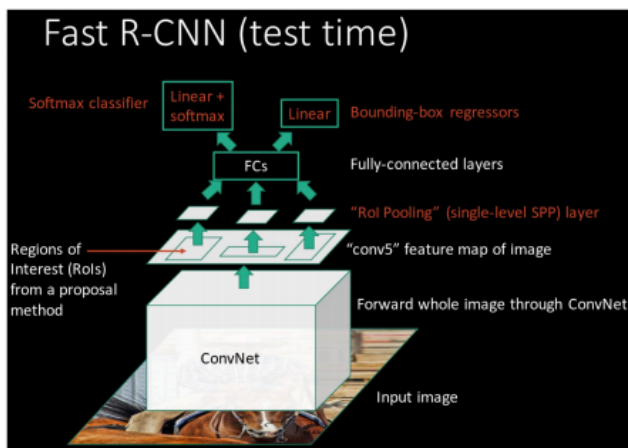 Fast R-CNN (test time)
Softmax classifier
Linear +
softmax
Linear
Bounding-box regressors
FCs
Fully-connected layers
"RoI Pooling" (single-level SPP) layer
Regions of
Interest (RoIs)
from a proposal
method
"conv5" feature map of image
Forward whole image through ConvNet
ConvNet
Input image